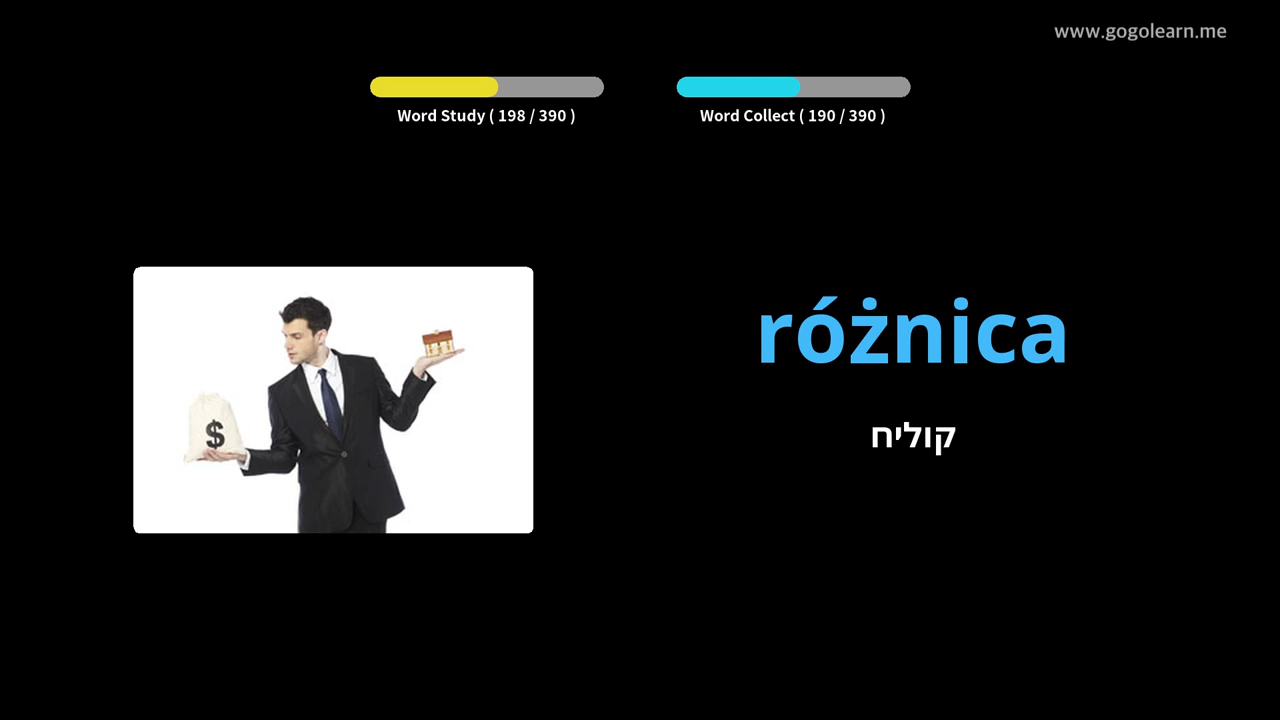 www.gogolearn.me
Word Study ( 198 / 390 )
Word Collect ( 190 / 390 )
$
różnica
קוליח